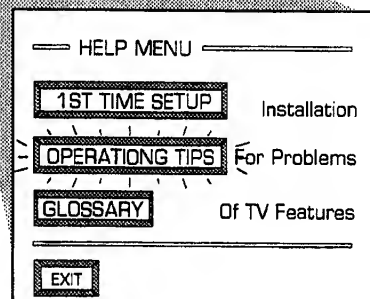 HELP MENU
1ST TIME SETUP Installation
OPERATIONG TIPS For Problems
GLOSSARY Of TV Features
EXIT